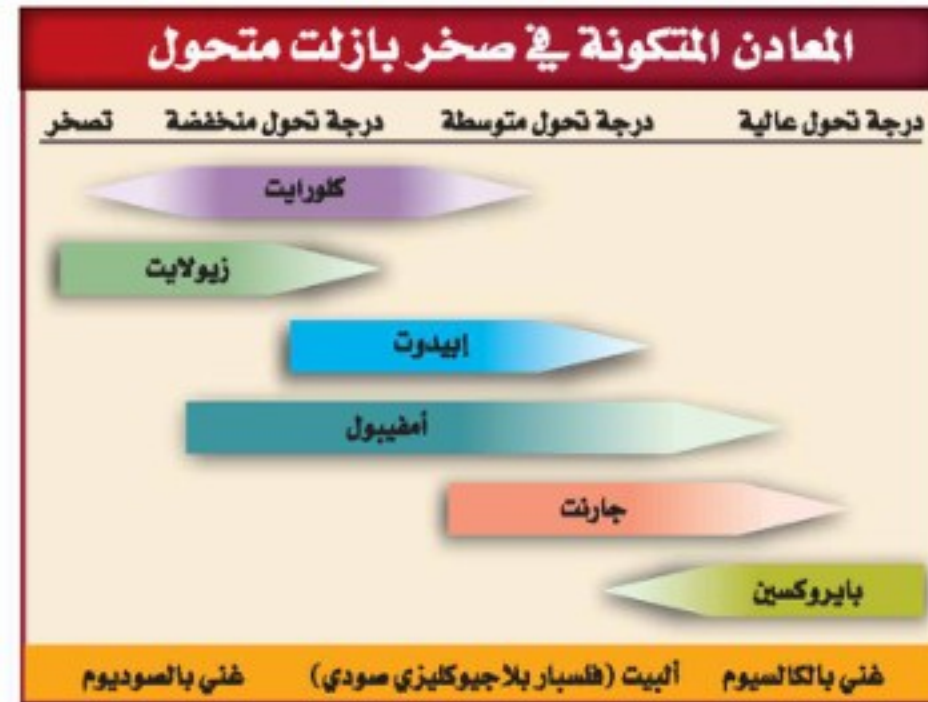 المعادن المتكونة في صخر بازلت متحول
درجة تحول عالية درجة تحول متوسطة درجة تحول منخفضة تصخر
كلورايت
زيولايت
إبيدوت
أمفيبول
جارنت
بايروكسين
غني بالكالسيوم ألبيت (فلسبار بلاجيوكليزي صودي) غني بالصوديوم